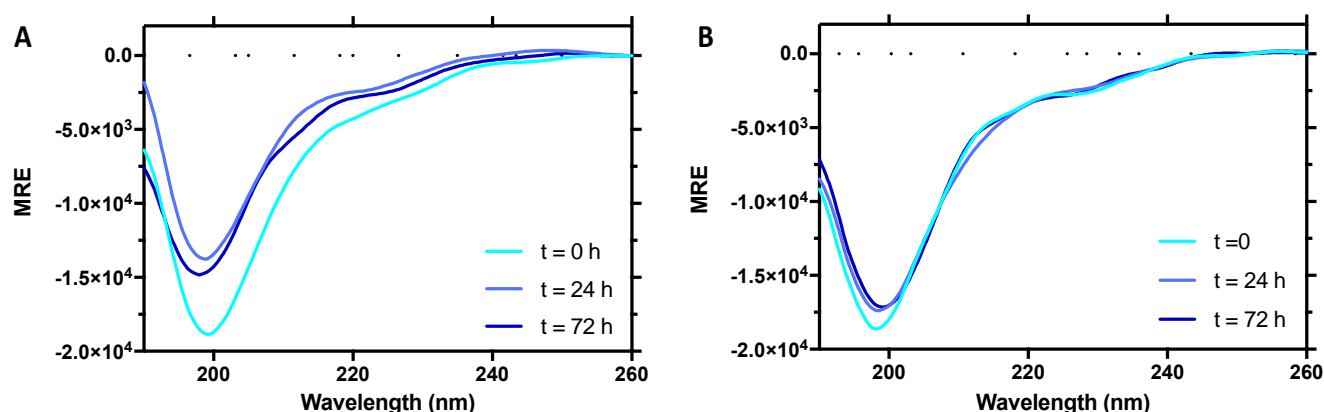 A
0.0
-5.0×10³
-1.0×10⁴
-1.5×10⁴
-2.0×10⁴
MRE
200
220
240
260
Wavelength (nm)
t = 0 h
t = 24 h
t = 72 h
B
0.0
-5.0×10³
-1.0×10⁴
-1.5×10⁴
-2.0×10⁴
MRE
200
220
240
260
Wavelength (nm)
t =0
t = 24 h
t = 72 h